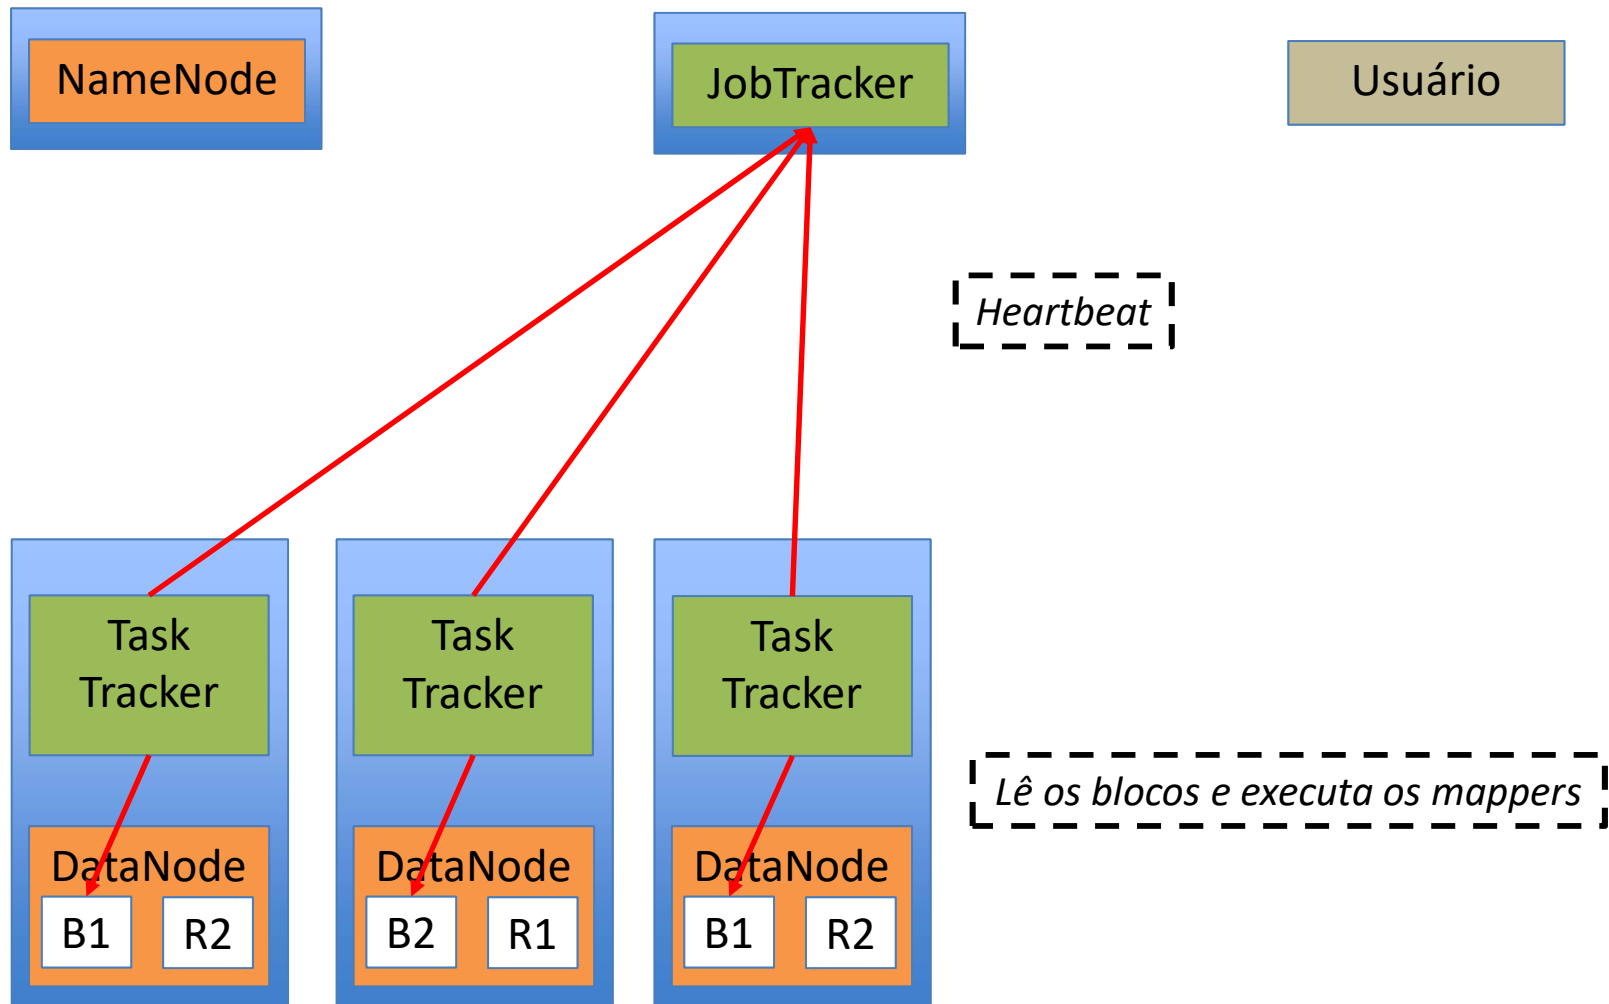 NameNode
JobTracker
Usuário
Heartbeat
Task
Tracker
Task
Tracker
Task
Tracker
Lê os blocos e executa os mappers
DataNode
B1
R2
DataNode
B2
R1
DataNode
B1
R2